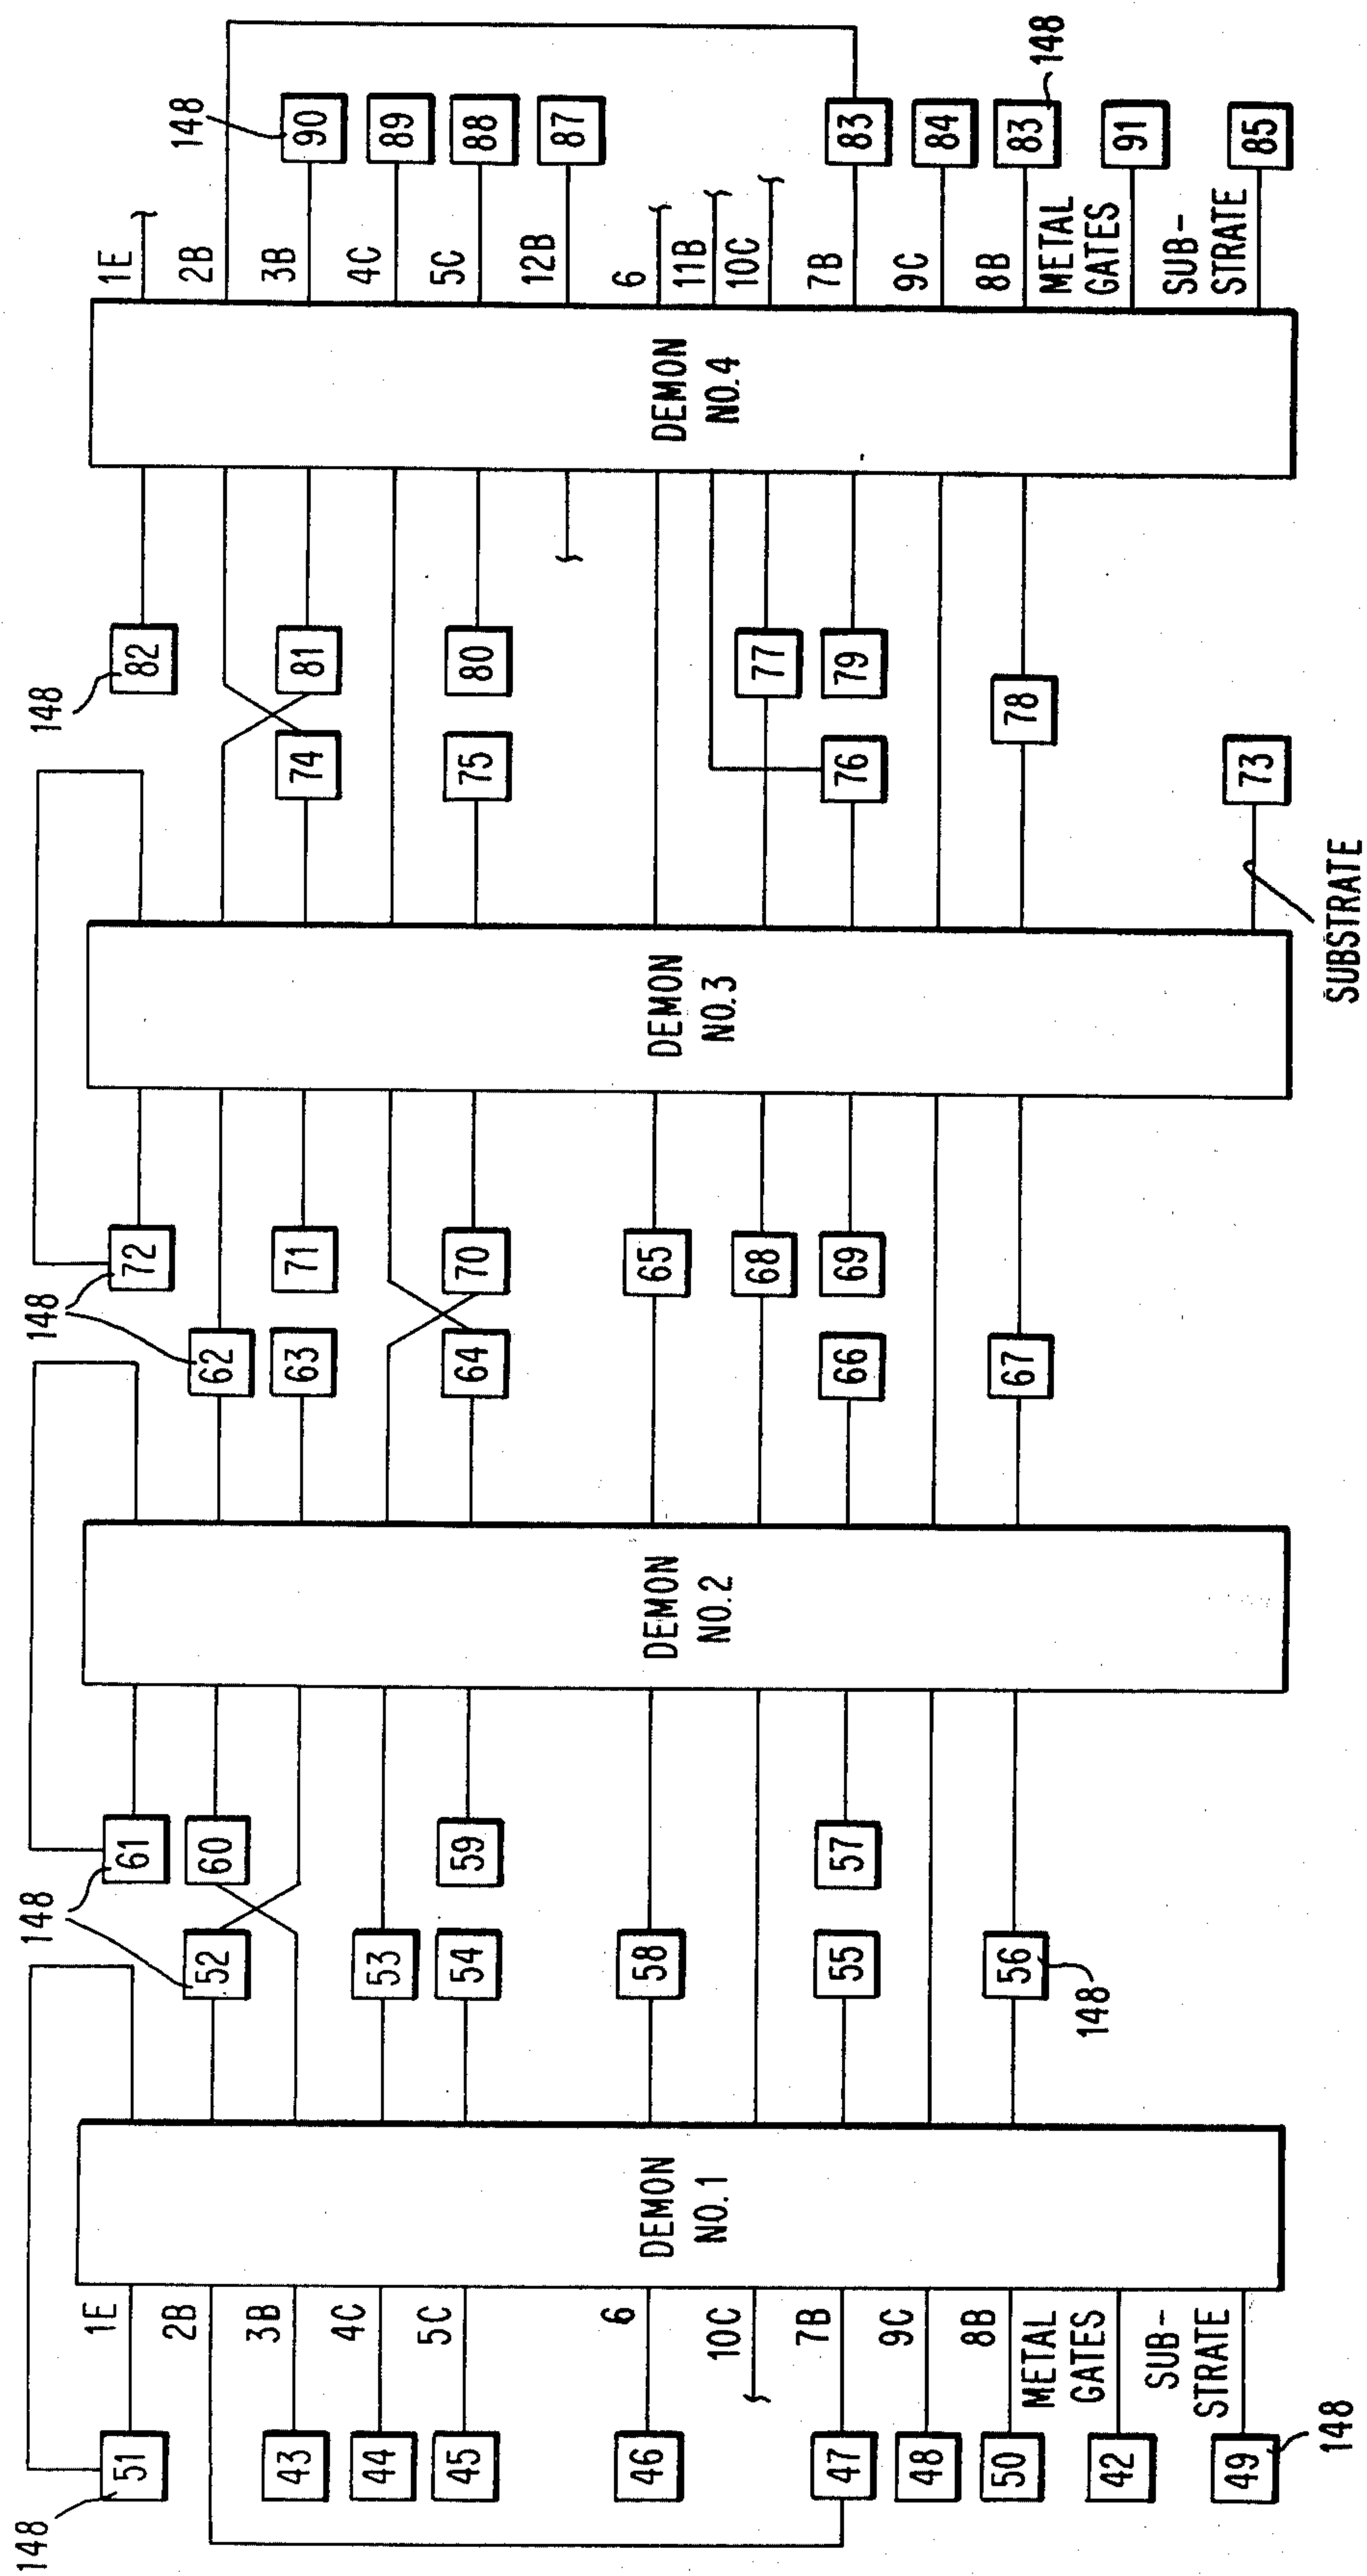 148
51
43
44
45
46
47
48
50
42
49
148
1E
2B
3B
4C
5C
6
10C
7B
9C
8B
METAL
GATES
SUB-
STRATE
DEMON
NO.1
148
52
53
54
58
55
56
148
61
60
59
57
DEMON
NO.2
148
62
63
64
66
67
72
71
70
65
68
69
DEMON
NO.3
74
75
76
73
SUBSTRATE
148
82
81
80
77
79
78
DEMON
NO.4
1E
2B
3B
4C
5C
12B
6
11B
10C
7B
9C
8B
METAL
GATES
SUB-
STRATE
148
90
89
88
87
83
84
83
148
91
85